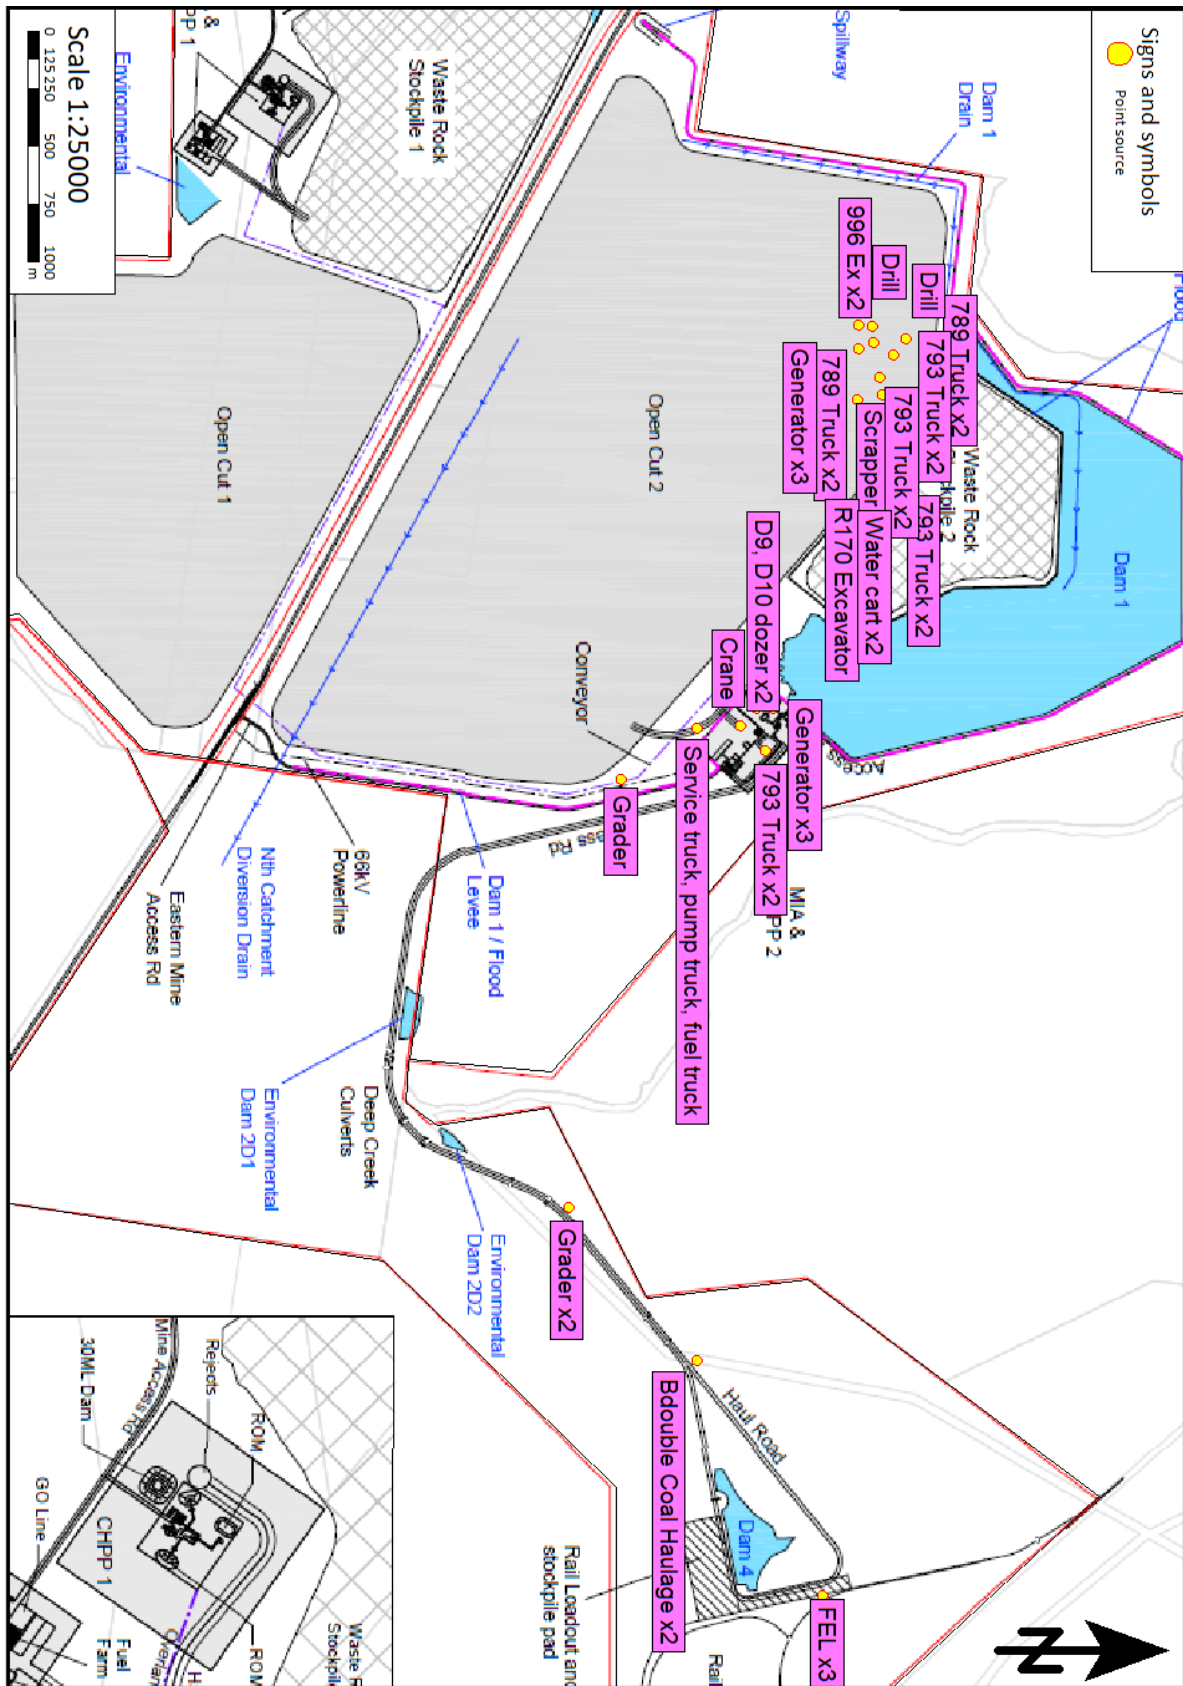 Signs and symbols
Point source
Scale 1:25000
0 125 250 500 750 1000
m
Spillway
Dam 1
Drain
Waste Rock
Stockpile 1
& 
PP 1
Environmental
996 Ex x2
Drill
Drill
789 Truck x2
793 Truck x2
793 Truck x2
793 Truck x2
789 Truck x2
Generator x3
Scrapper
Water cart x2
R170 Excavator
D9, D10 dozer x2
Crane
Waste Rock
Dam 1
Open Cut 2
Open Cut 1
Conveyor
Generator x3
793 Truck x2
Service truck, pump truck, fuel truck
Grader
MIA &
PP 2
Dam 1 / Flood
Levee
66kV
Powerline
Nth Catchment
Diversion Drain
Eastern Mine
Access Rd
Environmental
Dam 2D1
Deep Creek
Culverts
Environmental
Dam 2D2
Grader x2
Haul Road
Bdouble Coal Haulage x2
Dam 4
FEL x3
Rail Loadout and
stockpile pad
Rail
N
Mine Access Rd
30ML Dam
Rejects
ROM
CHPP 1
GO Line
Fuel
Farm
ROM
Waste R
Stockpile